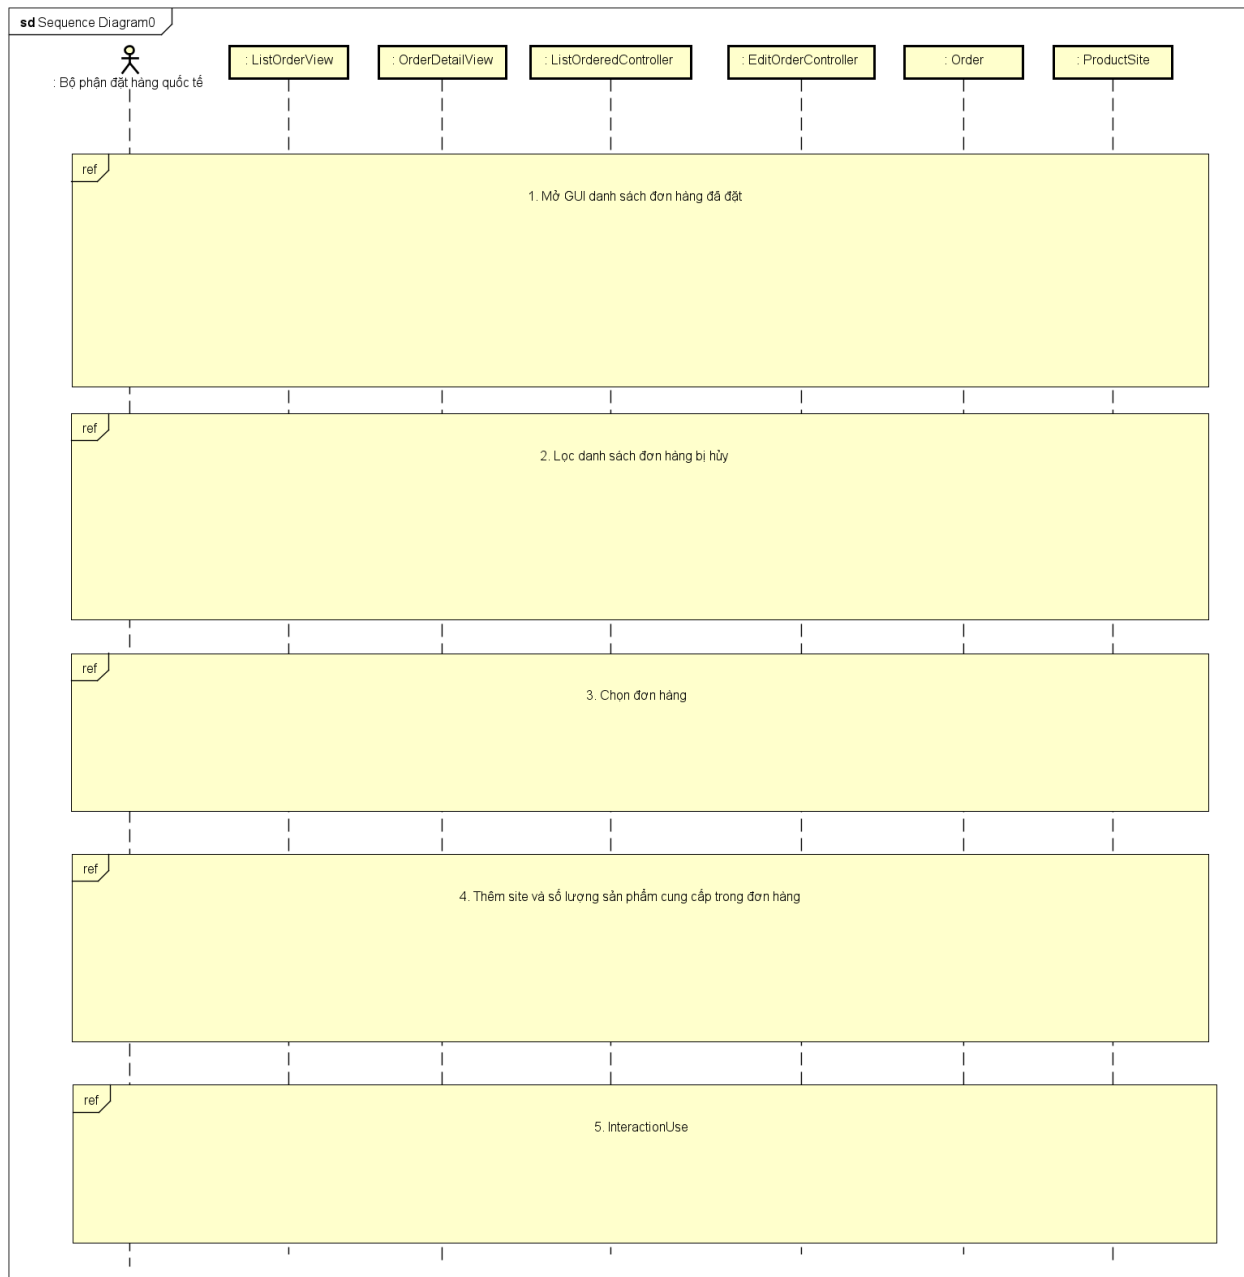 sd Sequence Diagram0
: Bộ phận đặt hàng quốc tế
: ListOrderView
: OrderDetailView
: ListOrderedController
: EditOrderController
: Order
: ProductSite
ref
1. Mở GUI danh sách đơn hàng đã đặt
ref
2. Lọc danh sách đơn hàng bị hủy
ref
3. Chọn đơn hàng
ref
4. Thêm site và số lượng sản phẩm cung cấp trong đơn hàng
ref
5. InteractionUse